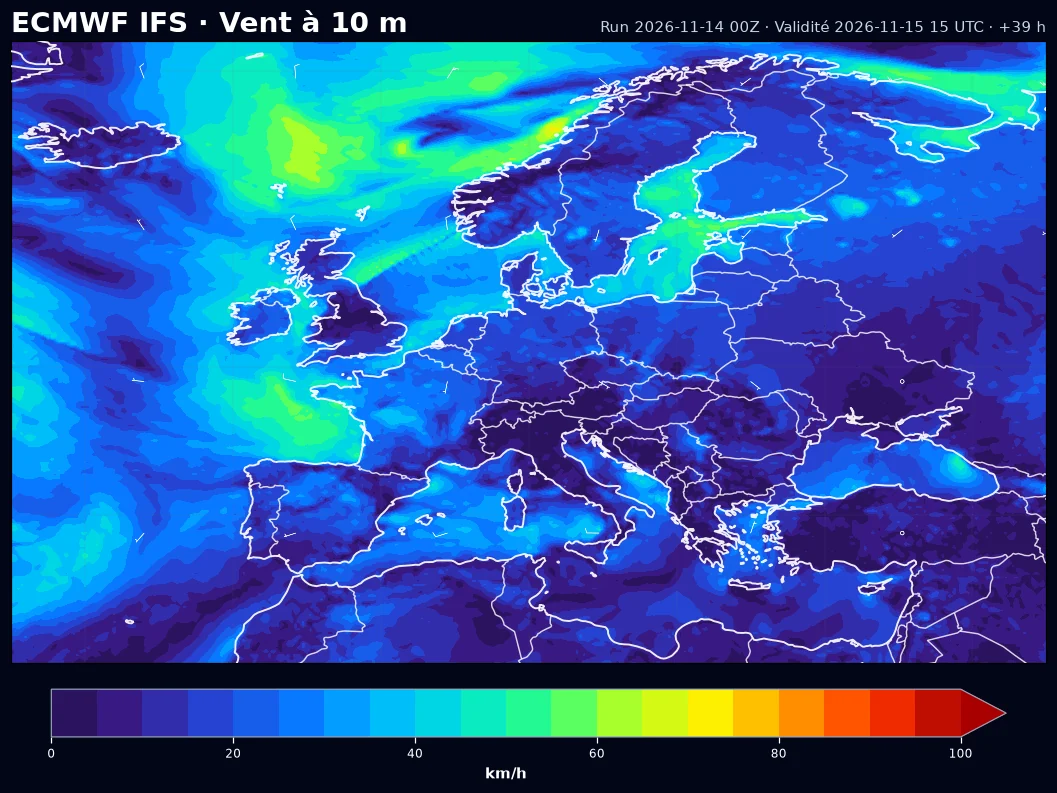 ECMWF IFS · Vent à 10 m
Run 2026-11-14 00Z · Validité 2026-11-15 15 UTC · +39 h
0 20 40 60 80 100
km/h